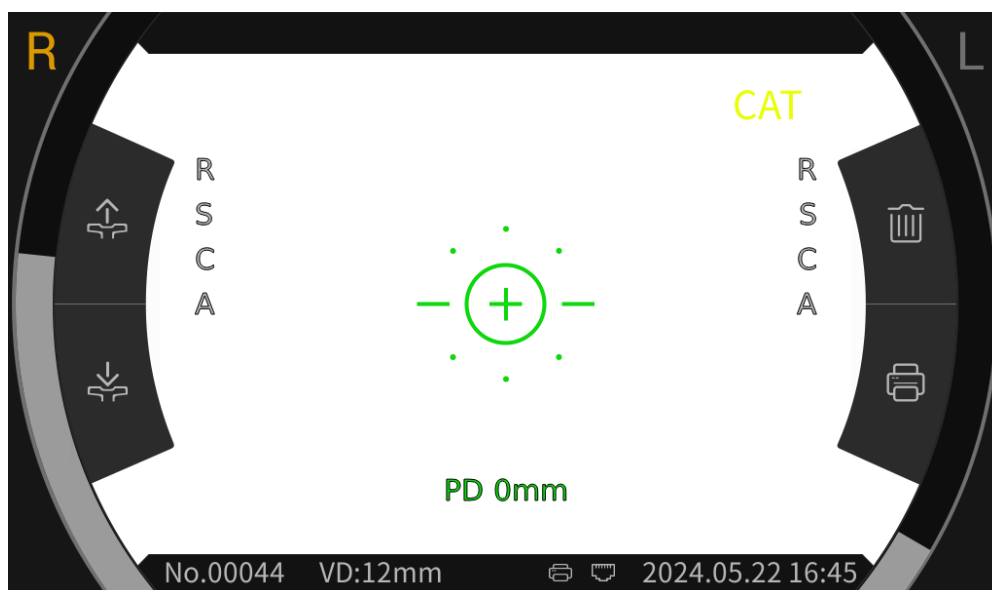 R L
CAT
R R
S S
C C
A A
PD 0mm
No.00044 VD:12mm 2024.05.22 16:45